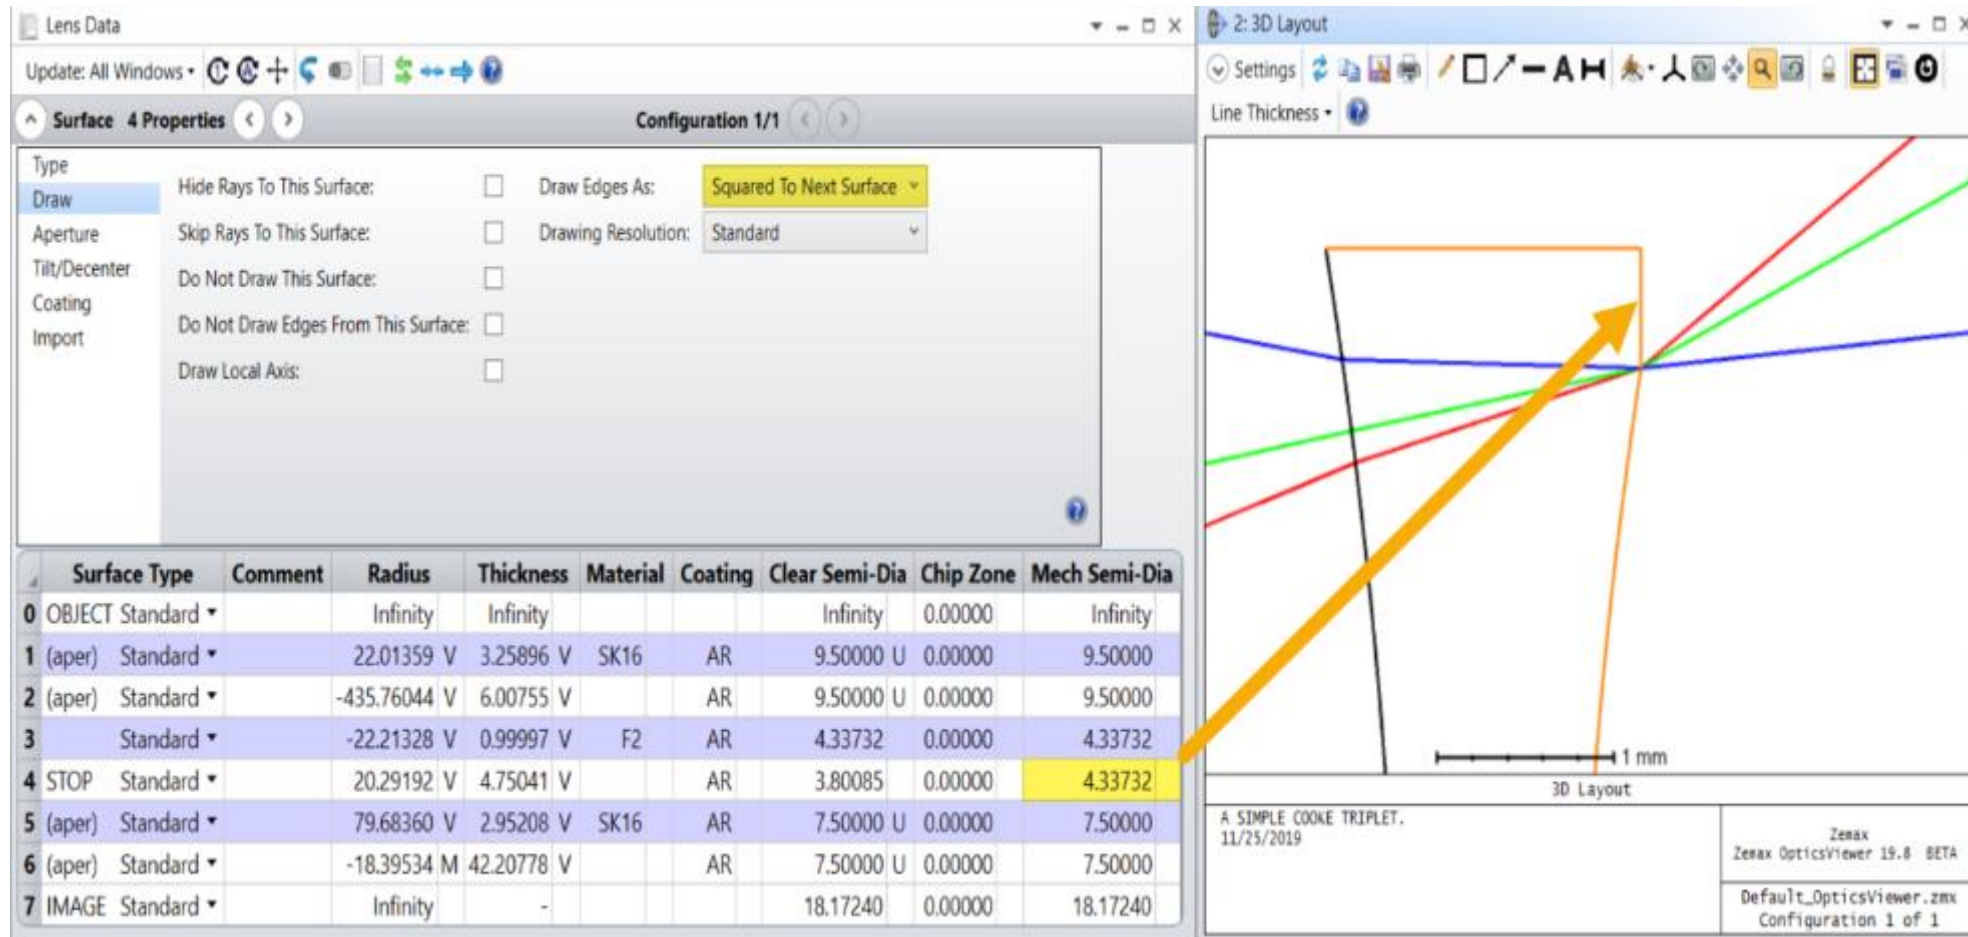 Lens Data
Update: All Windows
Surface 4 Properties
Configuration 1/1
Type
Draw
Aperture
Tilt/Decenter
Coating
Import
Hide Rays To This Surface:
Skip Rays To This Surface:
Do Not Draw This Surface:
Do Not Draw Edges From This Surface:
Draw Local Axis:
Draw Edges As: Squared To Next Surface
Drawing Resolution: Standard
Surface Type Comment Radius Thickness Material Coating Clear Semi-Dia Chip Zone Mech Semi-Dia
0 OBJECT Standard Infinity Infinity Infinity 0.00000 Infinity
1 (aper) Standard 22.01359 V 3.25896 V SK16 AR 9.50000 U 0.00000 9.50000
2 (aper) Standard -435.76044 V 6.00755 V AR 9.50000 U 0.00000 9.50000
3 Standard -22.21328 V 0.99997 V F2 AR 4.33732 0.00000 4.33732
4 STOP Standard 20.29192 V 4.75041 V AR 3.80085 0.00000 4.33732
5 (aper) Standard 79.68360 V 2.95208 V SK16 AR 7.50000 U 0.00000 7.50000
6 (aper) Standard -18.39534 M 42.20778 V AR 7.50000 U 0.00000 7.50000
7 IMAGE Standard Infinity - 18.17240 0.00000 18.17240
2: 3D Layout
Settings
Line Thickness
1 mm
3D Layout
A SIMPLE COOKE TRIPLET.
11/25/2019
Zemax
Zemax OpticsViewer 19.8 BETA
Default_OpticsViewer.zmx
Configuration 1 of 1